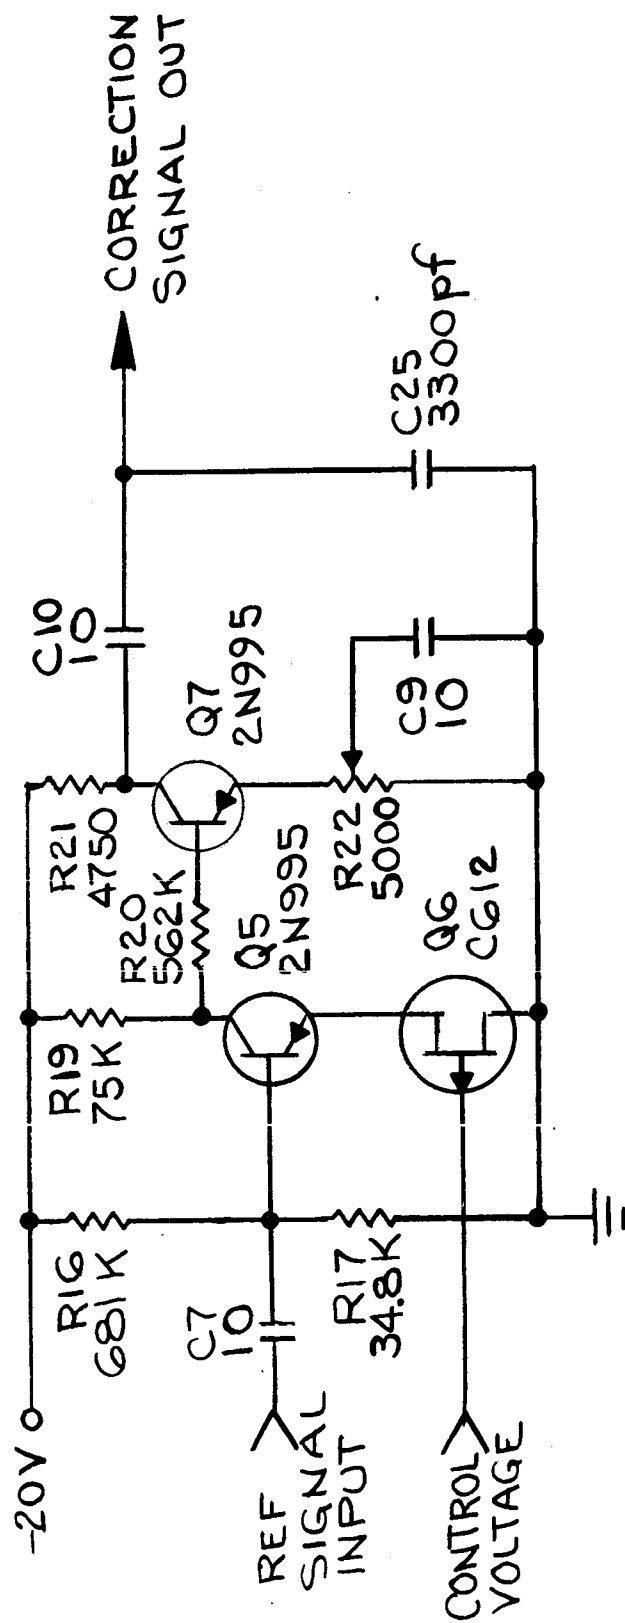 -20V
R16
681K
R19
75K
R21
4750
C10
10
CORRECTION
SIGNAL OUT
R20
562K
Q7
2N995
C7
10
Q5
2N995
REF
SIGNAL
INPUT
R17
34.8K
R22
5000
C9
10
C25
3300pf
Q6
C612
CONTROL
VOLTAGE